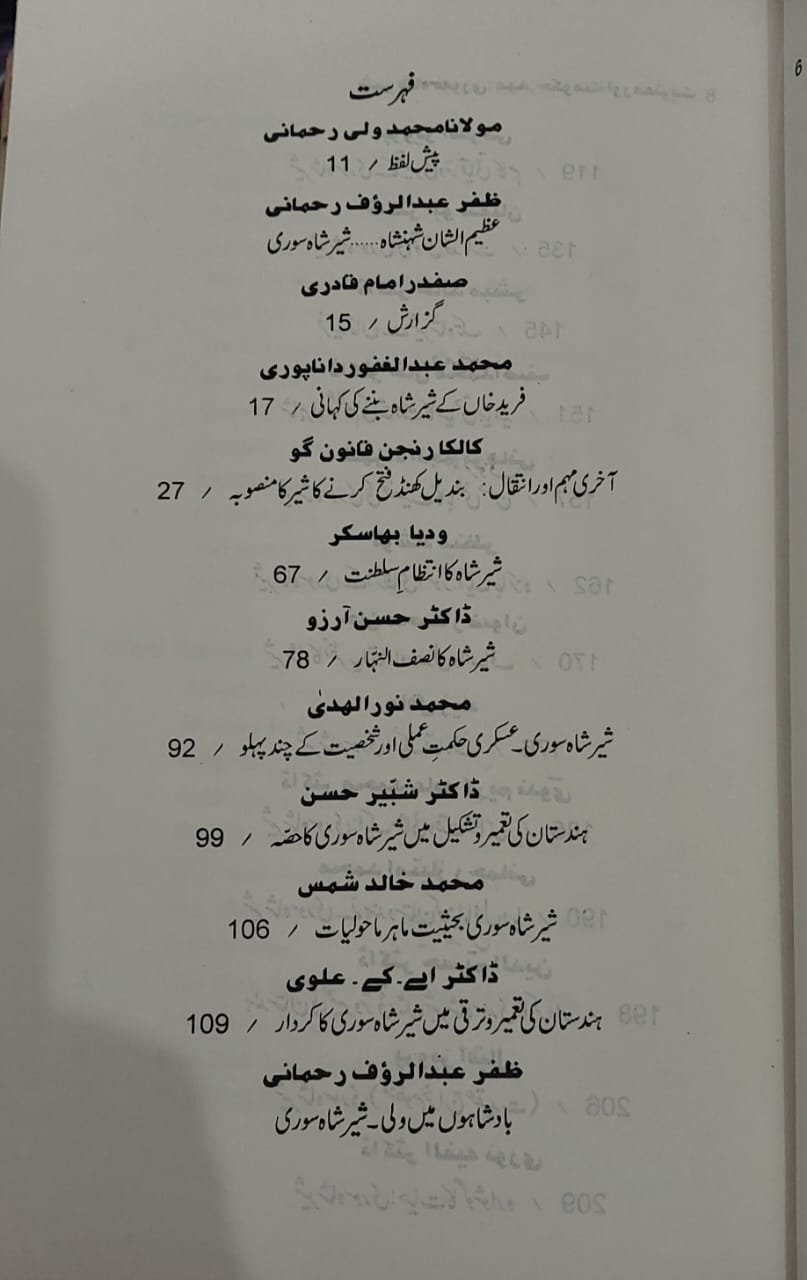 فہرست
مولانا محمد ولی رحمانی
پیش لفظ / 11
ظفر عبدالرؤف رحمانی
عظیم الشان شہنشاہ......شیر شاہ سوری
صفدر امام قادری
گزارش / 15
محمد عبدالغفور داناپوری
فرید خاں کے شیر شاہ بننے کی کہانی / 17
کالکا رنجن قانون گو
آخری مہم اور انتقال: بندیل کھنڈ فتح کرنے کا شیر کا منصوبہ / 27
ودیا بھاسکر
شیر شاہ کا انتظامِ سلطنت / 67
ڈاکٹر حسن آرزو
شیر شاہ کا نصف النہار / 78
محمد نورالھدیٰ
شیر شاہ سوری۔ عسکری حکمتِ عملی اور شخصیت کے چند پہلو / 92
ڈاکٹر شبّیر حسن
ہندستان کی تعمیر و تشکیل میں شیر شاہ سوری کا حصّہ / 99
محمد خالد شمس
شیر شاہ سوری بحیثیت ماہر ماحولیات / 106
ڈاکٹر اے۔ کے۔ علوی
ہندستان کی تعمیر و ترقی میں شیر شاہ سوری کا کردار / 109
ظفر عبدالرؤف رحمانی
بادشاہوں میں ولی۔ شیر شاہ سوری
6